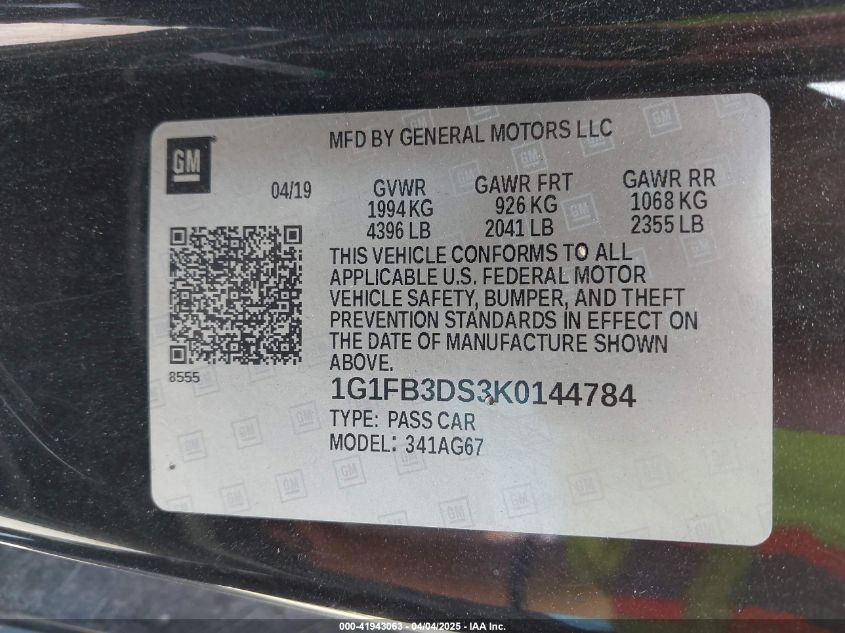 MFD BY GENERAL MOTORS LLC
GM
04/19
GVWR GAWR FRT GAWR RR
1994 KG 926 KG 1068 KG
4396 LB 2041 LB 2355 LB
THIS VEHICLE CONFORMS TO ALL
APPLICABLE U.S. FEDERAL MOTOR
VEHICLE SAFETY, BUMPER, AND THEFT
PREVENTION STANDARDS IN EFFECT ON
THE DATE OF MANUFACTURE SHOWN
ABOVE.
8555
1G1FB3DS3K0144784
TYPE: PASS CAR
MODEL: 341AG67
000-41943063 - 04/04/2025 - IAA Inc.